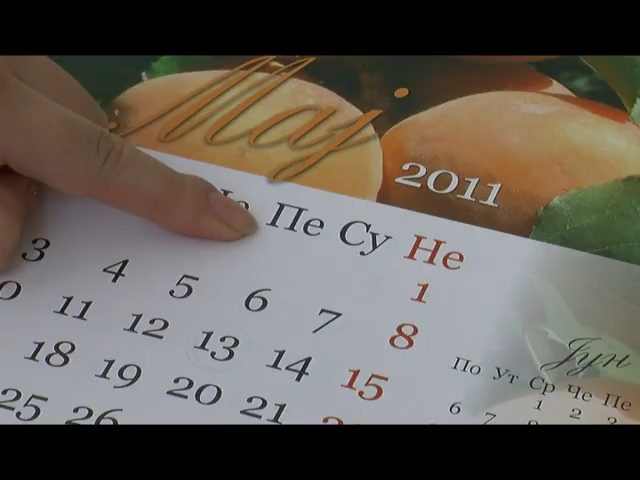 Мај
2011
Пе Су Не
1
3 4 5 6 7 8
11 12 13 14 15
18 19 20 21
25 26
Јун
По Ут Ср Че Пе
1 2 3
6 7